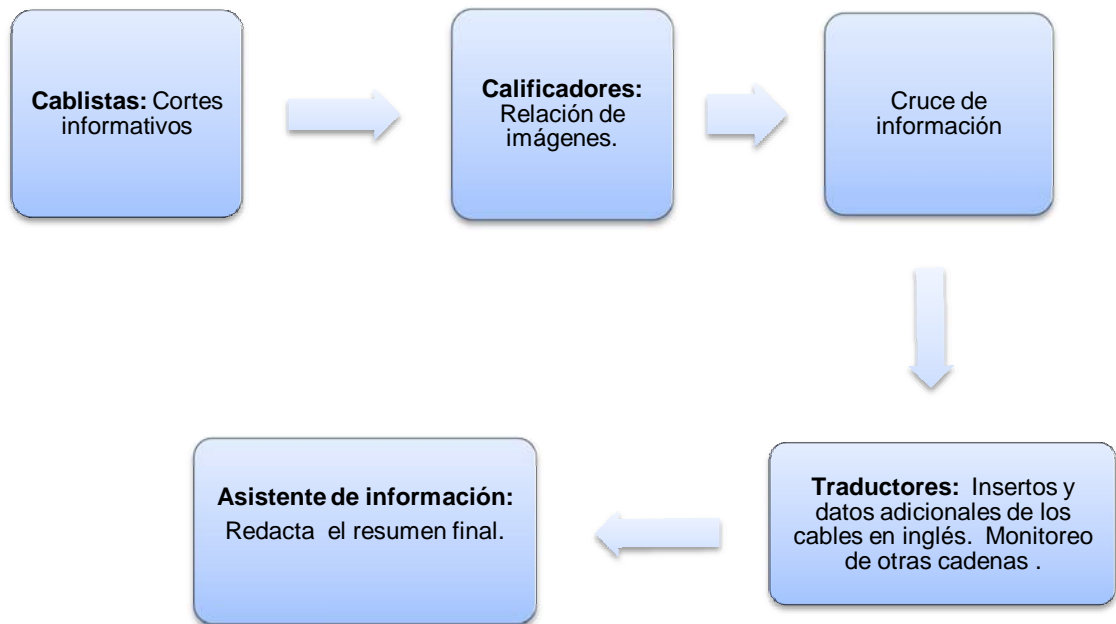 Cablistas: Cortes
informativos
Calificadores:
Relación de
imágenes.
Cruce de
información
Traductores: Insertos y
datos adicionales de los
cables en inglés. Monitoreo
de otras cadenas .
Asistente de información:
Redacta el resumen final.